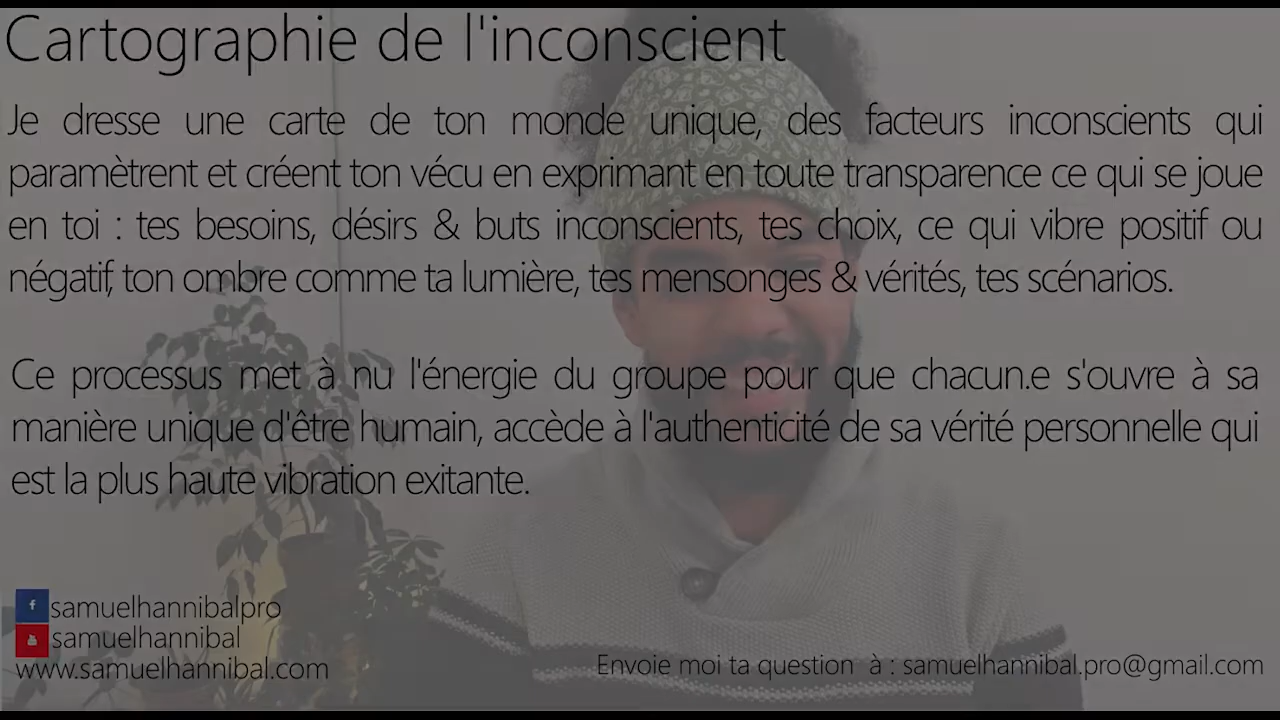 Cartographie de l'inconscient
Je dresse une carte de ton monde unique, des facteurs inconscients qui
paramètrent et créent ton vécu en exprimant en toute transparence ce qui se joue
en toi : tes besoins, désirs & buts inconscients, tes choix, ce qui vibre positif ou
négatif, ton ombre comme ta lumière, tes mensonges & vérités, tes scénarios.
Ce processus met à nu l'énergie du groupe pour que chacun.e s'ouvre à sa
manière unique d'être humain, accède à l'authenticité de sa vérité personnelle qui
est la plus haute vibration exitante.
samuelhannibalpro
samuelhannibal
www.samuelhannibal.com
Envoie moi ta question à : samuelhannibal.pro@gmail.com